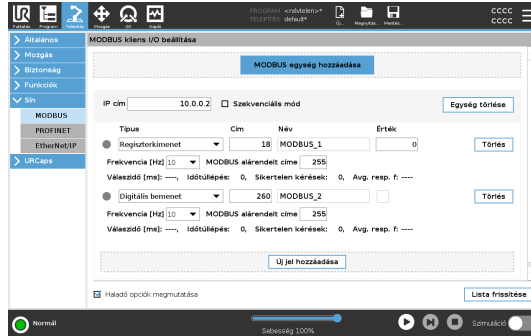 Futtatás Program Telepítés Mozgás I/O Napló
PROGRAM <névtelen>*
TELEPÍTÉS default*
Új... Megnyitás... Mentés...
CCCC
CCCC
Általános
Mozgás
Biztonság
Funkciók
Sín
MODBUS
PROFINET
EtherNet/IP
URCaps
MODBUS kliens I/O beállítása
MODBUS egység hozzáadása
IP cím 10.0.0.2 Szekvenciális mód Egység törlése
Típus Cím Név Érték
Regiszterkimenet 18 MODBUS_1 0 Törlés
Frekvencia [Hz] 10 MODBUS alárendelt címe 255
Válaszidő [ms]: ----, Időtúllépés: 0, Sikertelen kérések: 0, Avg. resp. f: ----
Digitális bemenet 260 MODBUS_2 Törlés
Frekvencia [Hz] 10 MODBUS alárendelt címe 255
Válaszidő [ms]: ----, Időtúllépés: 0, Sikertelen kérések: 0, Avg. resp. f: ----
Új jel hozzáadása
Haladó opciók megmutatása Lista frissítése
Normál
Sebesség 100%
Szimuláció